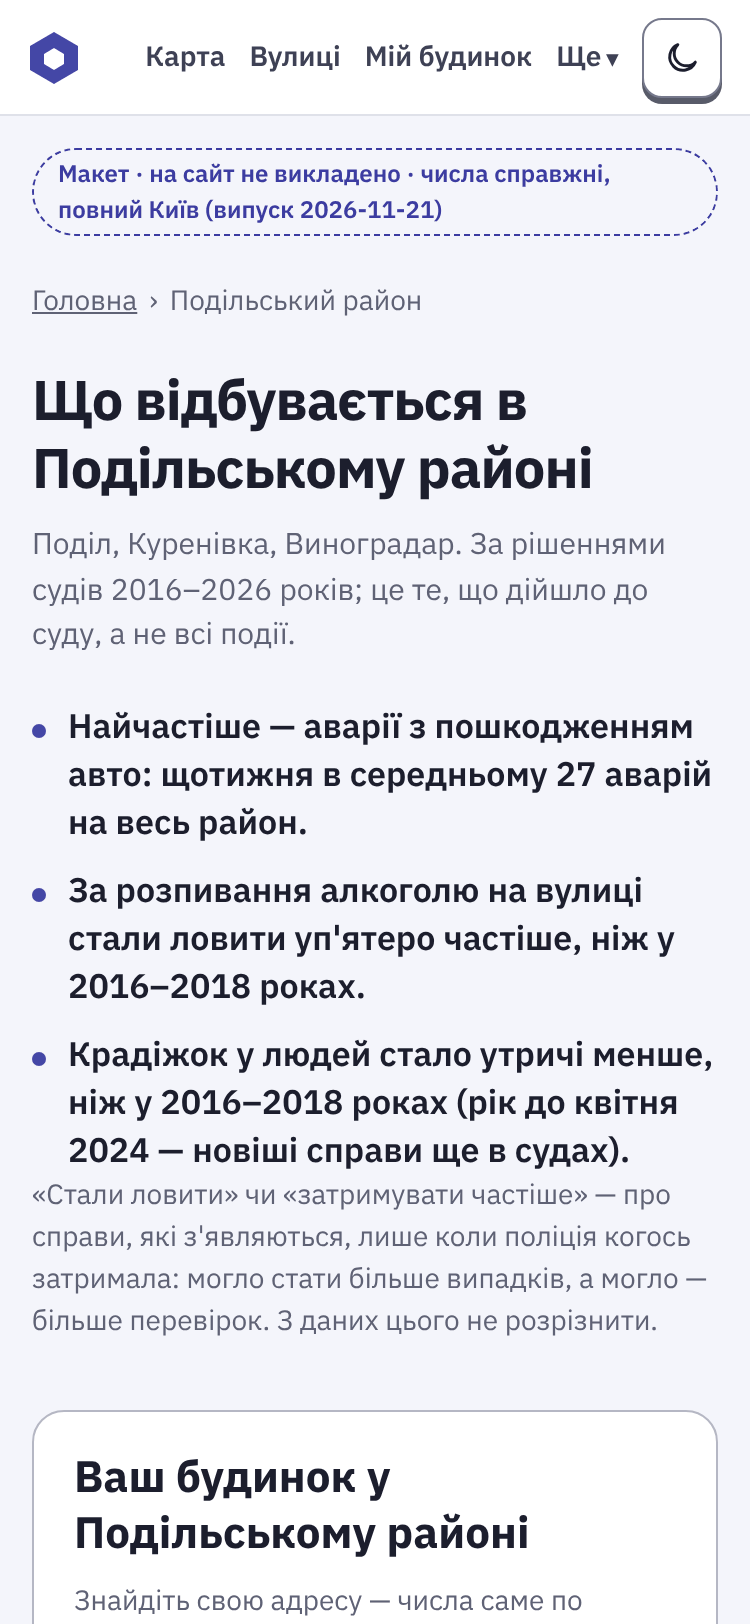 Карта Вулиці Мій будинок Ще ▾
Макет · на сайт не викладено · числа справжні,
повний Київ (випуск 2026-11-21)
Головна › Подільський район
Що відбувається в
Подільському районі
Поділ, Куренівка, Виноградар. За рішеннями
судів 2016–2026 років; це те, що дійшло до
суду, а не всі події.
Найчастіше — аварії з пошкодженням
авто: щотижня в середньому 27 аварій
на весь район.
За розпивання алкоголю на вулиці
стали ловити уп'ятеро частіше, ніж у
2016–2018 роках.
Крадіжок у людей стало утричі менше,
ніж у 2016–2018 роках (рік до квітня
2024 — новіші справи ще в судах).
«Стали ловити» чи «затримувати частіше» — про
справи, які з'являються, лише коли поліція когось
затримала: могло стати більше випадків, а могло —
більше перевірок. З даних цього не розрізнити.
Ваш будинок у
Подільському районі
Знайдіть свою адресу — числа саме по